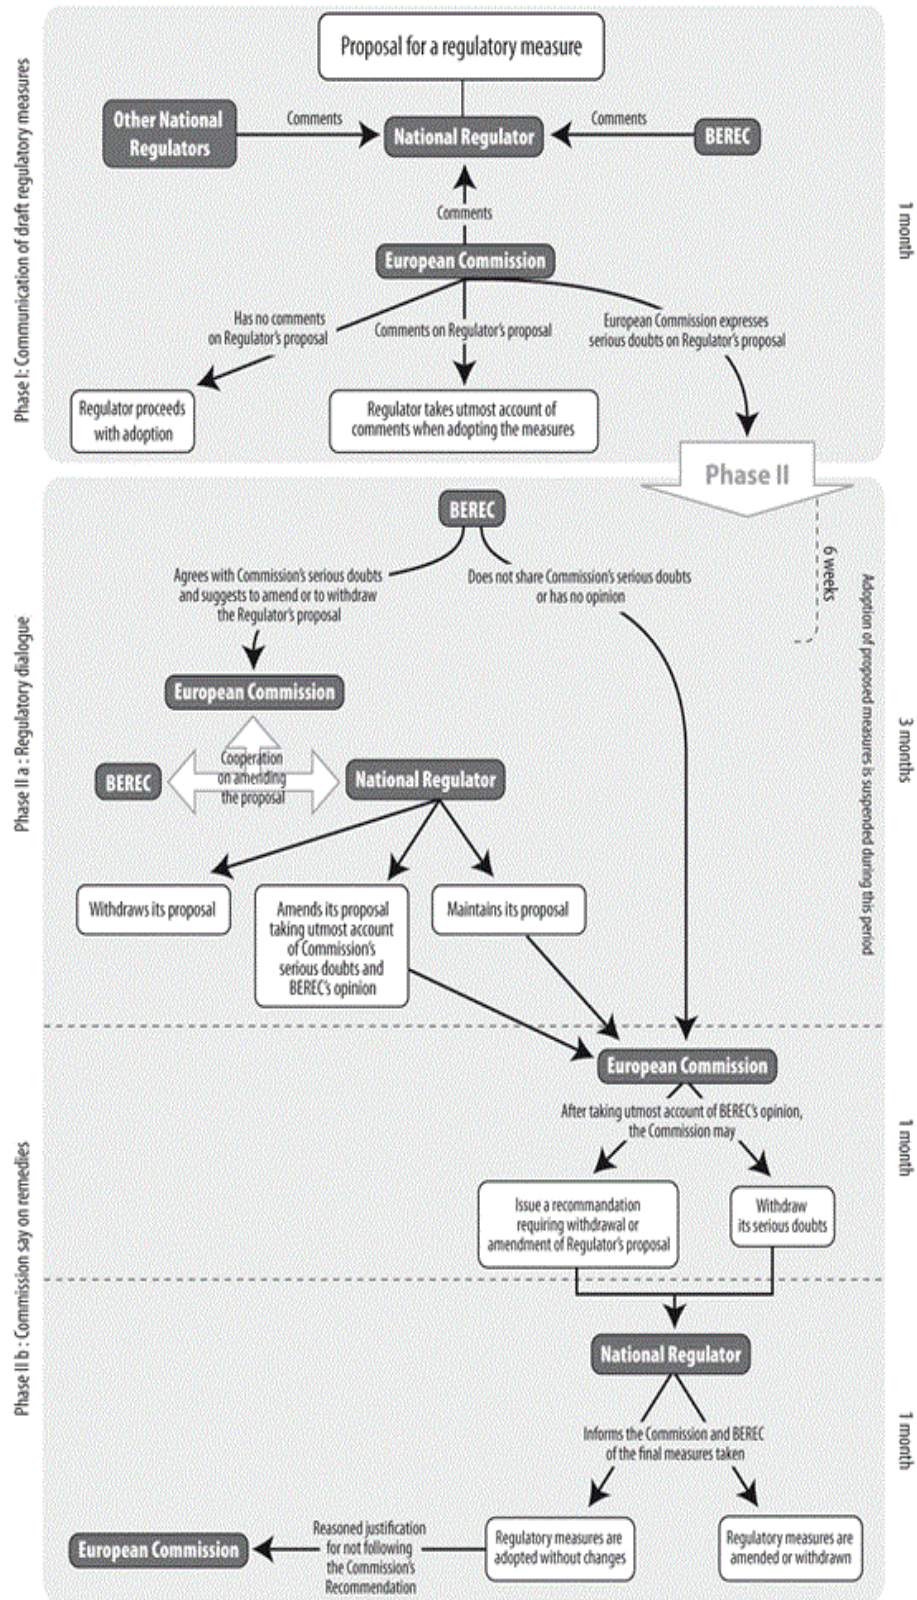 Proposal for a regulatory measure
Other National
Regulators
Comments
National Regulator
Comments
BEREC
Comments
European Commission
Has no comments
on Regulator's proposal
Comments on Regulator's proposal
European Commission expresses
serious doubts on Regulator's proposal
Regulator proceeds
with adoption
Regulator takes utmost account of
comments when adopting the measures
Phase I: Communication of draft regulatory measures
1 month
Phase II
BEREC
6 weeks
Agrees with Commission's serious doubts
and suggests to amend or to withdraw
the Regulator's proposal
Does not share Commission's serious doubts
or has no opinion
European Commission
BEREC
Cooperation
on amending
the proposal
National Regulator
Withdraws its proposal
Amends its proposal
taking utmost account
of Commission's
serious doubts and
BEREC's opinion
Maintains its proposal
Phase II a : Regulatory dialogue
Adoption of proposed measures is suspended during this period
3 months
European Commission
After taking utmost account of BEREC's opinion,
the Commission may
Issue a recommandation
requiring withdrawal or
amendment of Regulator's proposal
Withdraw
its serious doubts
1 month
Phase II b : Commission say on remedies
National Regulator
Informs the Commission and BEREC
of the final measures taken
1 month
European Commission
Reasoned justification
for not following
the Commission's
Recommendation
Regulatory measures are
adopted without changes
Regulatory measures are
amended or withdrawn